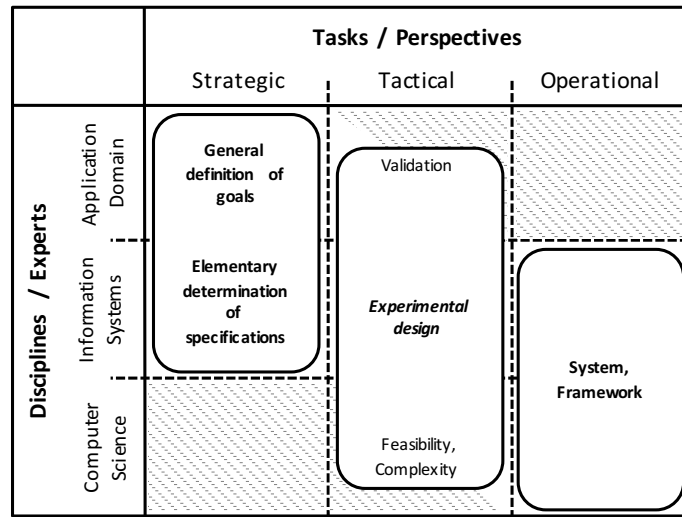 Tasks / Perspectives
Strategic
Tactical
Operational
Disciplines / Experts
Application
Domain
General
definition of
goals
Validation
Information
Systems
Elementary
determination
of
specifications
Experimental
design
System,
Framework
Computer
Science
Feasibility,
Complexity